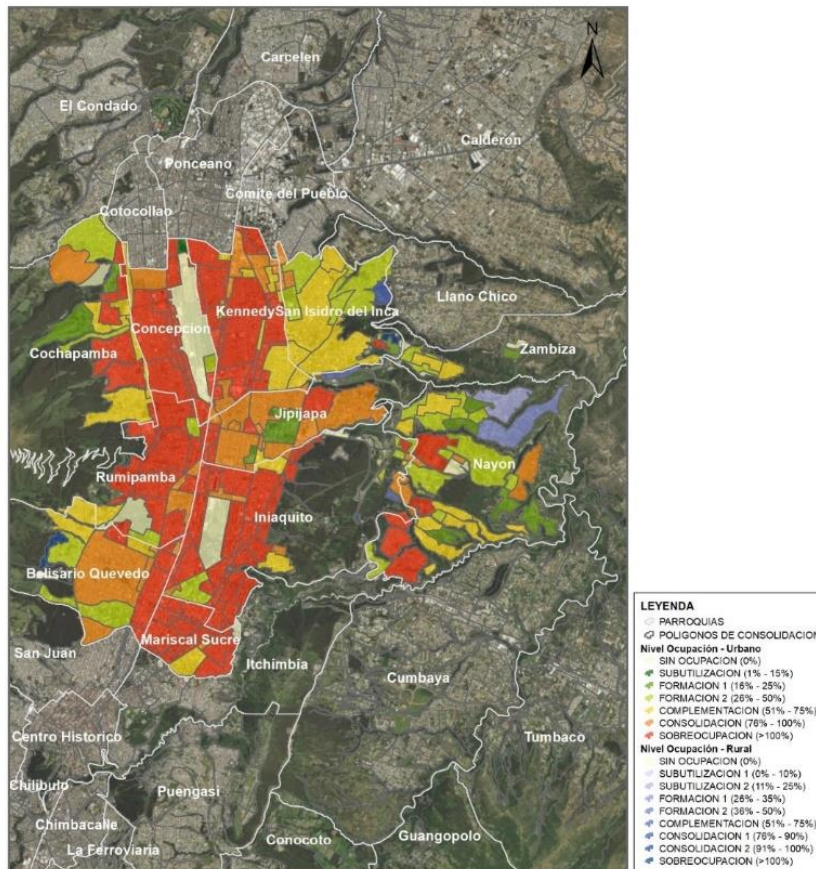 Carcelen
N
El Condado
Calderón
Ponceano
Comite del Pueblo
Cotocollao
Llano Chico
Kennedy
San Isidro del Inca
Concepcion
Zambiza
Cochapamba
Jipijapa
Nayon
Rumipamba
Iniaquito
Belisario Quevedo
Mariscal Sucre
San Juan
Itchimbia
Cumbaya
Centro Historico
Tumbaco
Chilibulo
Puengasi
Chimbacalle
Conocoto
Guangopolo
La Ferroviaria
LEYENDA
PARROQUIAS
POLIGONOS DE CONSOLIDACION
Nivel Ocupación - Urbano
SIN OCUPACION (0%)
SUBUTILIZACION (1% - 15%)
FORMACION 1 (16% - 25%)
FORMACION 2 (26% - 50%)
COMPLEMENTACION (51% - 75%)
CONSOLIDACION (76% - 100%)
SOBREOCUPACION (>100%)
Nivel Ocupación - Rural
SIN OCUPACION (0%)
SUBUTILIZACION 1 (0% - 10%)
SUBUTILIZACION 2 (11% - 25%)
FORMACION 1 (26% - 35%)
FORMACION 2 (36% - 50%)
COMPLEMENTACION (51% - 75%)
CONSOLIDACION 1 (76% - 90%)
CONSOLIDACION 2 (91% - 100%)
SOBREOCUPACION (>100%)